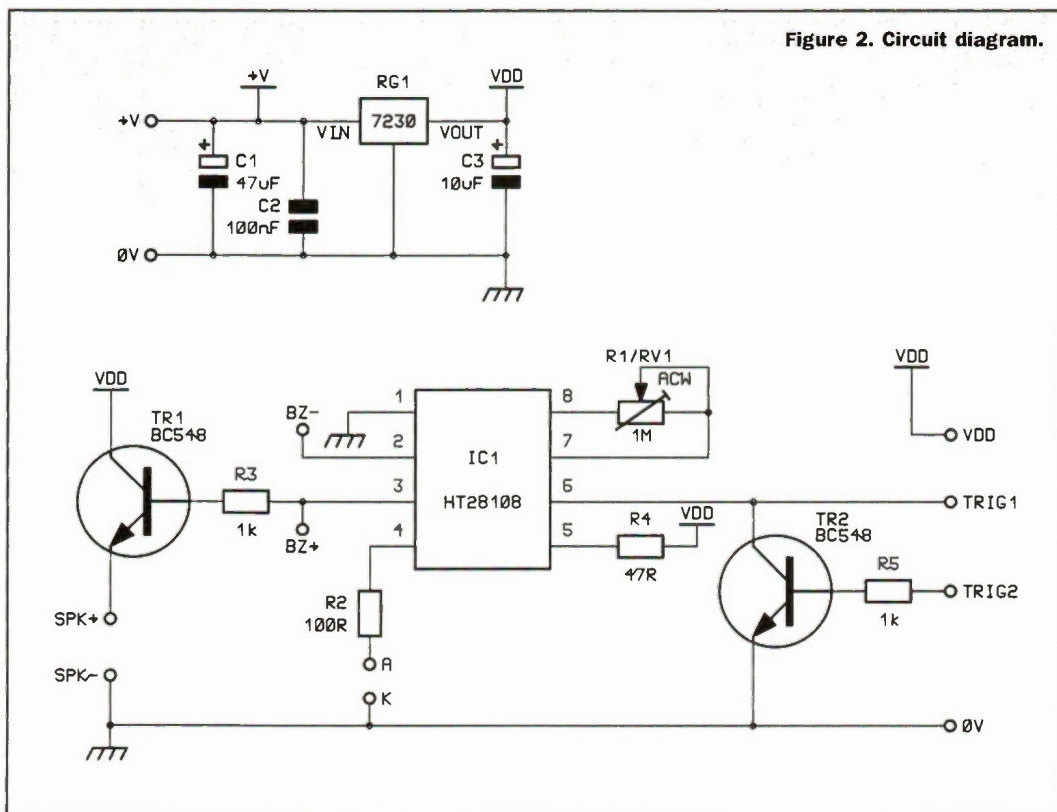 Figure 2. Circuit diagram.
+V
RG1
VDD
+V
VIN
7230
VOUT
+
C1
47uF
C2
100nF
+
C3
10uF
0V
R1/RV1
ACW
1M
VDD
VDD
TR1
BC548
BZ-
1
2
3
4
IC1
HT2810B
8
7
6
5
VDD
R3
1k
BZ+
TRIG1
R4
47R
VDD
TR2
BC548
R5
1k
TRIG2
R2
100R
SPK+
SPK-
A
K
0V